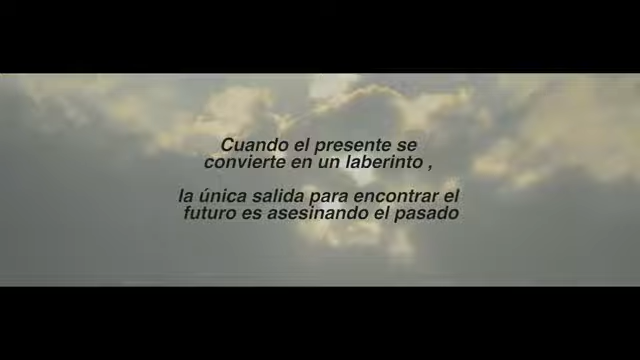 Cuando el presente se
convierte en un laberinto ,
la única salida para encontrar el
futuro es asesinando el pasado